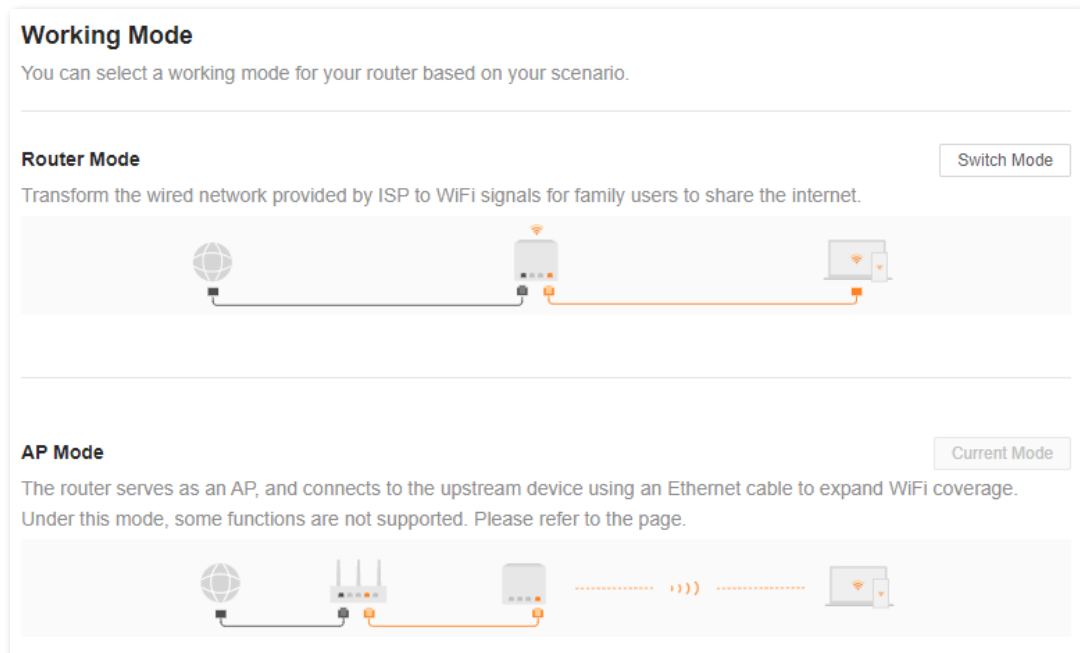 Working Mode
You can select a working mode for your router based on your scenario.
Router Mode
Switch Mode
Transform the wired network provided by ISP to WiFi signals for family users to share the internet.
AP Mode
Current Mode
The router serves as an AP, and connects to the upstream device using an Ethernet cable to expand WiFi coverage.
Under this mode, some functions are not supported. Please refer to the page.